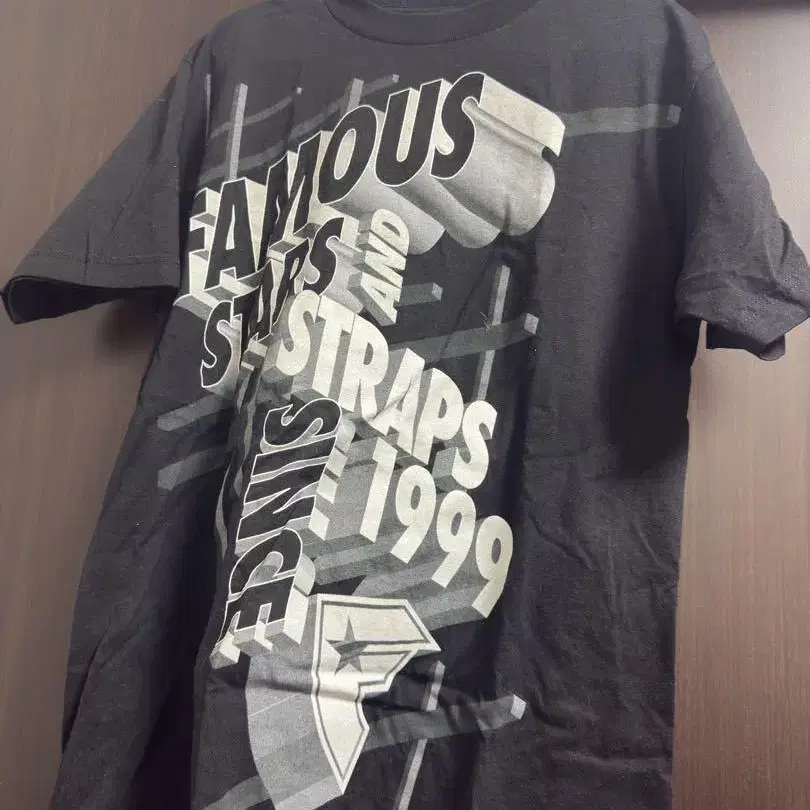 FAMOUS
STARS AND
STRAPS
SINCE 1999